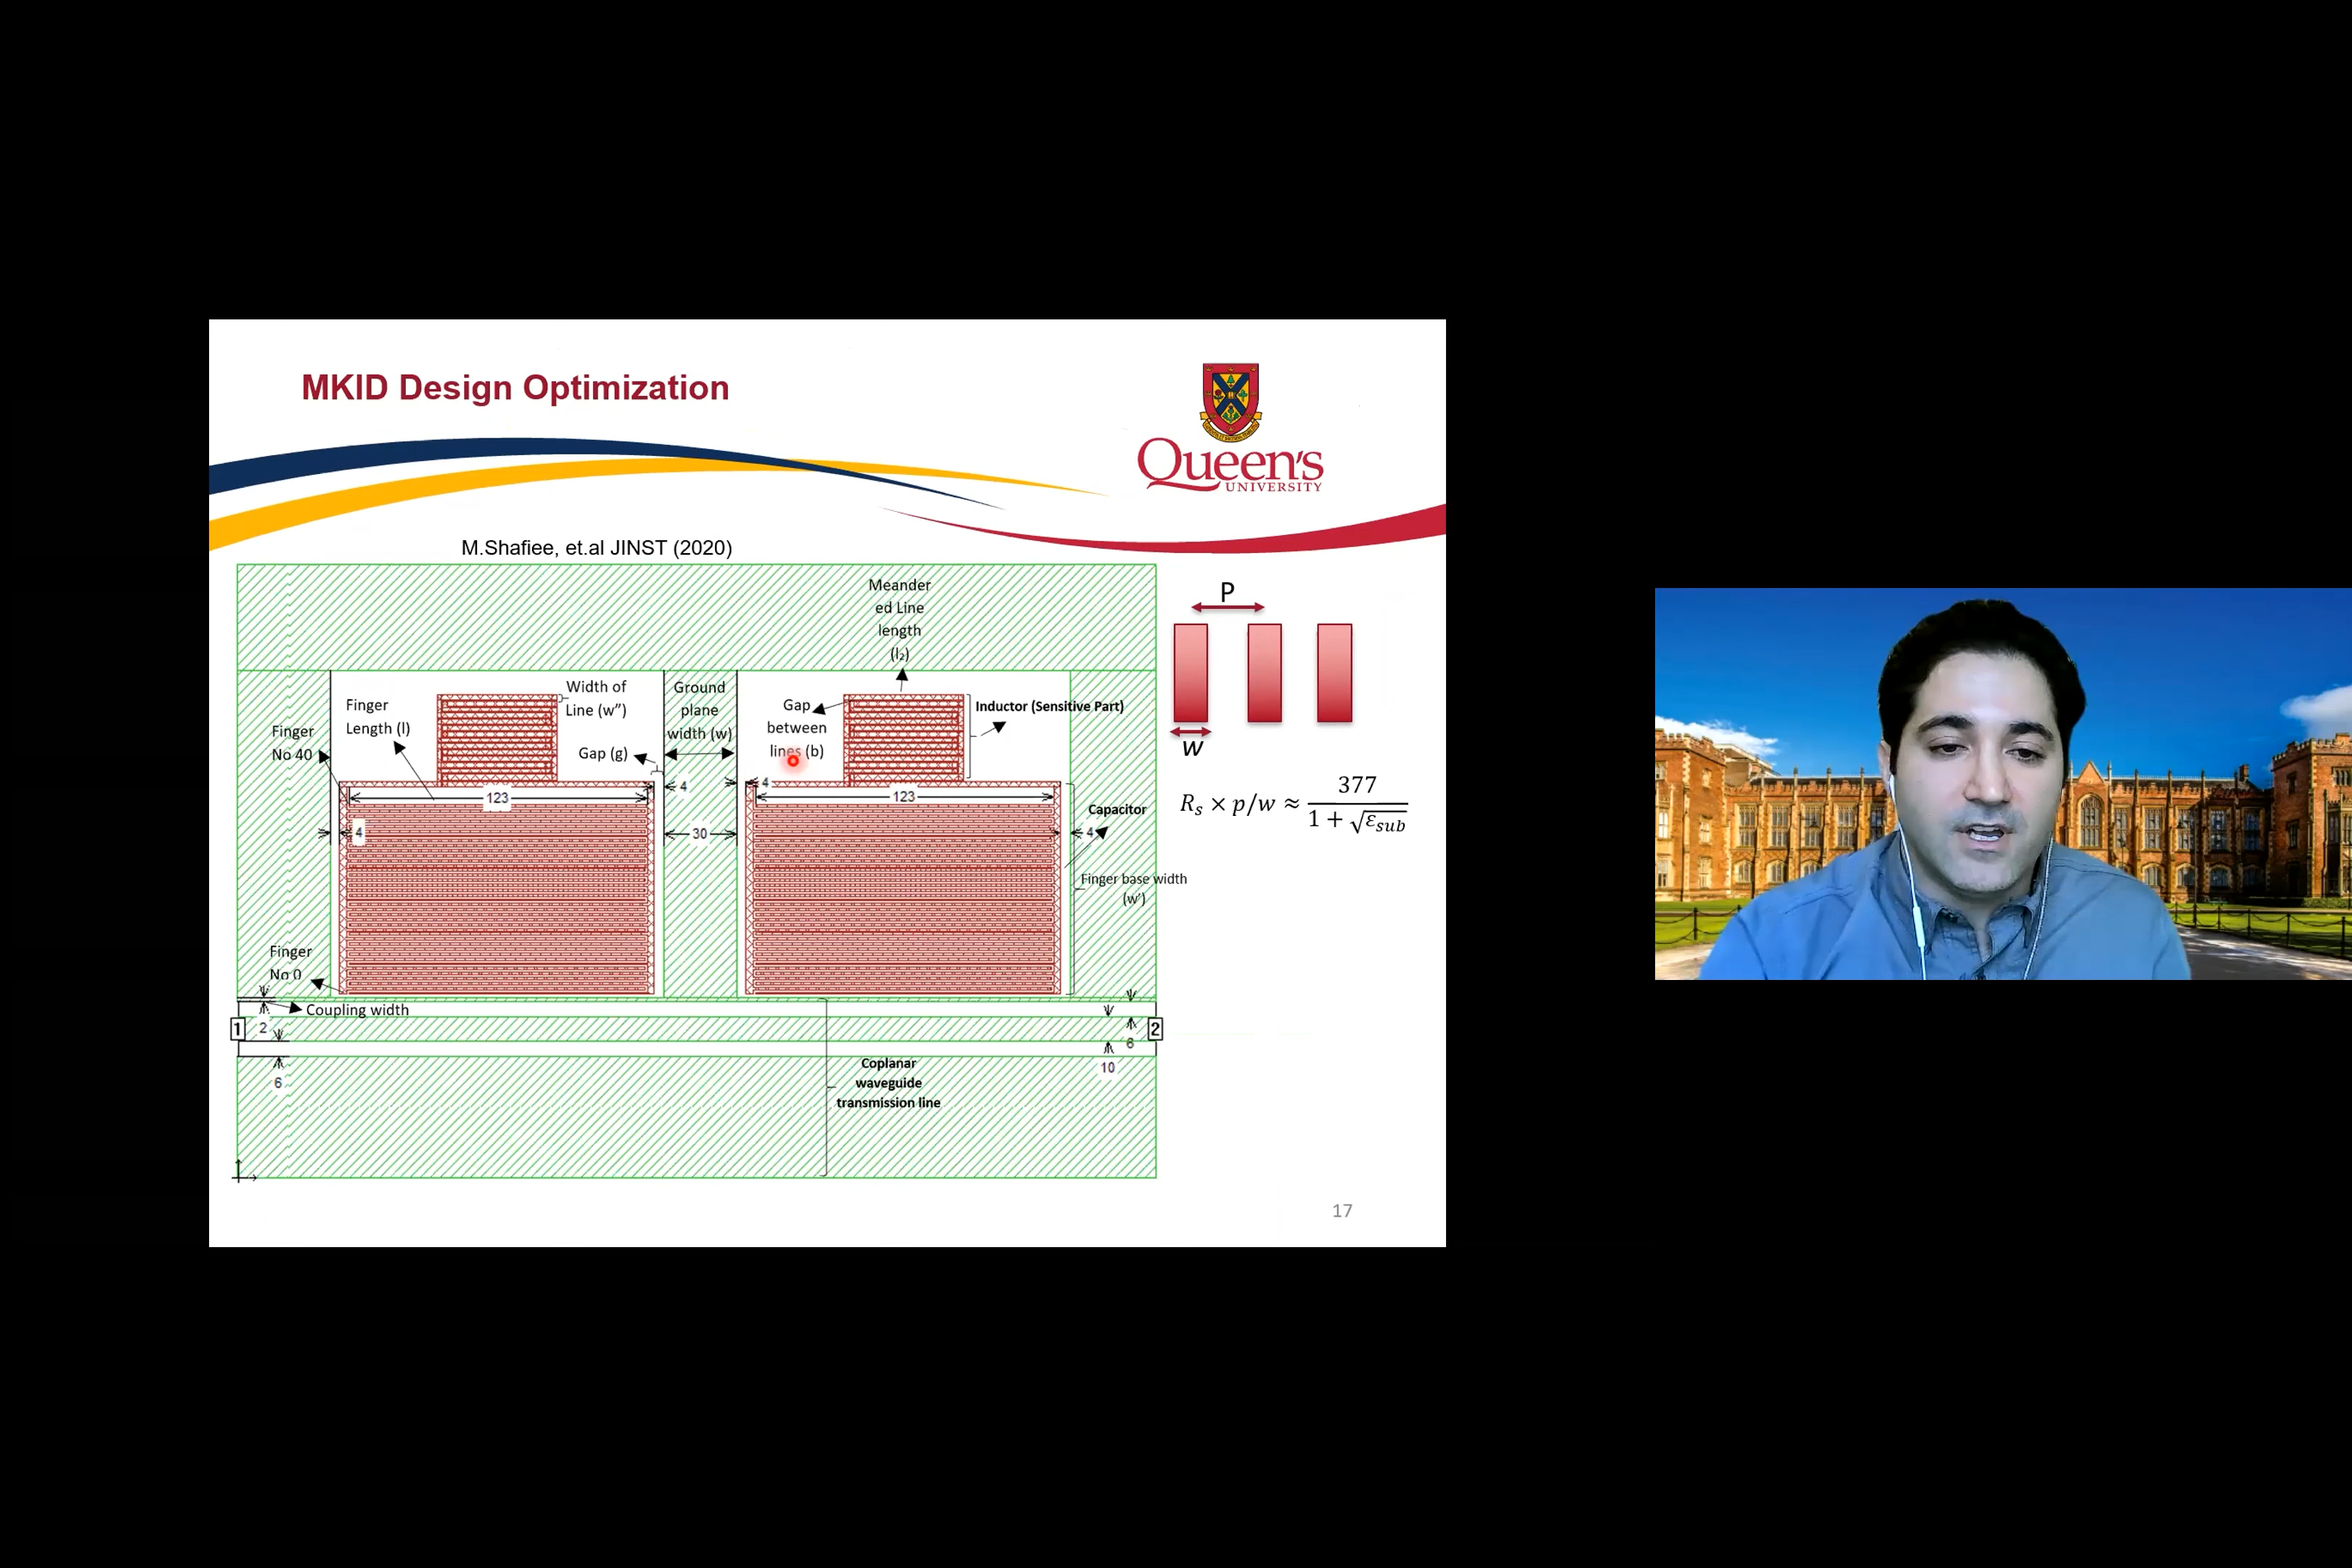 MKID Design Optimization
Queen's
UNIVERSITY
M.Shafiee, et.al JINST (2020)
Meander
ed Line
length
(l₂)
P
Width of
Line (w'')
Ground
plane
width (w)
Finger
Length (l)
Gap
between
lines (b)
Inductor (Sensitive Part)
Finger
No 40
Gap (g)
w
4
4
123
123
R_s × p/w ≈ 377 / (1 + √ε_sub)
Capacitor
4
30
4
Finger base width
(w')
Finger
No 0
Coupling width
1
2
2
6
6
10
Coplanar
waveguide
transmission line
17